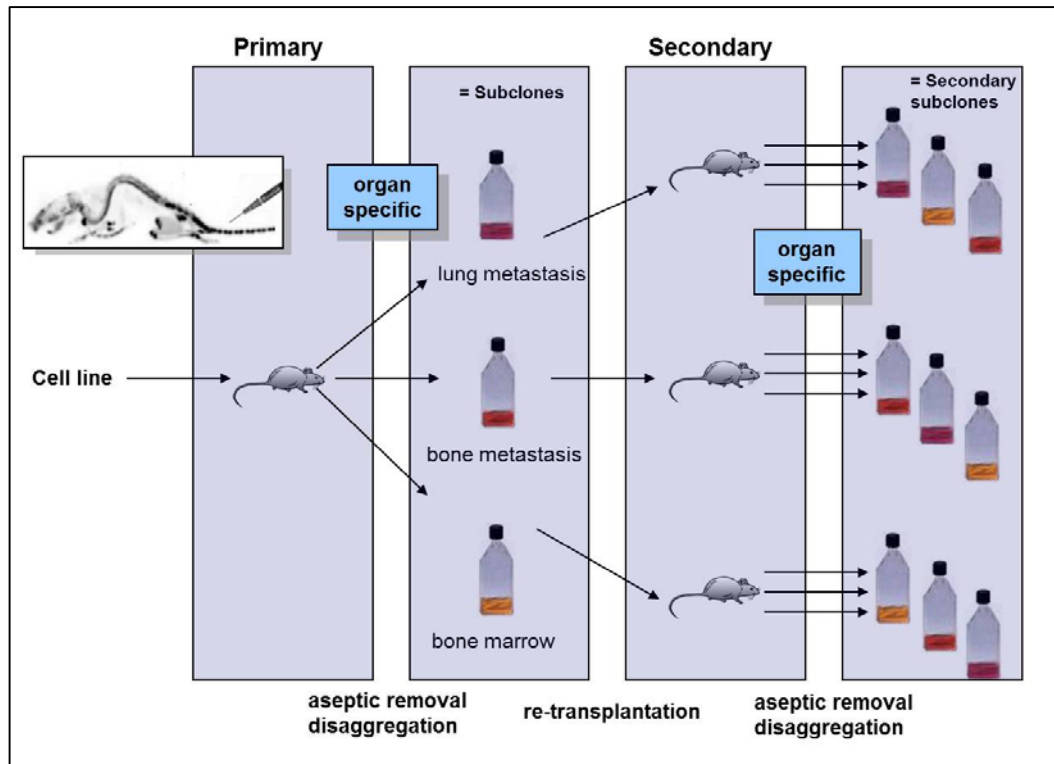 Primary
Secondary
= Subclones
= Secondary
subclones
organ
specific
lung metastasis
organ
specific
Cell line
bone metastasis
bone marrow
aseptic removal
disaggregation
re-transplantation
aseptic removal
disaggregation